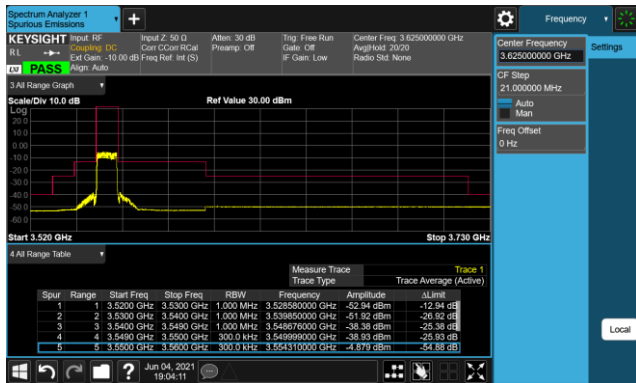 Spectrum Analyzer 1
Spurious Emissions
Frequency
KEYSIGHT
Input: RF
Input Z: 50 Ω
Atten: 30 dB
Trig: Free Run
Center Freq: 3.625000000 GHz
RL
Coupling: DC
Corr CCorr RCal
Preamp: Off
Gate: Off
Avg|Hold: 20/20
Ext Gain: -10.00 dB
Freq Ref: Int (S)
IF Gain: Low
Radio Std: None
LXI
PASS
Align: Auto
Center Frequency
3.625000000 GHz
Settings
CF Step
21.000000 MHz
Auto
Man
Freq Offset
0 Hz
3 All Range Graph
Scale/Div 10.0 dB
Ref Value 30.00 dBm
Log
20.0
10.0
0.00
-10.0
-20.0
-30.0
-40.0
-50.0
-60.0
Start 3.520 GHz
Stop 3.730 GHz
4 All Range Table
Measure Trace
Trace 1
Trace Type
Trace Average (Active)
Spur Range Start Freq Stop Freq RBW Frequency Amplitude ΔLimit
1 1 3.5200 GHz 3.5300 GHz 1.000 MHz 3.528580000 GHz -52.94 dBm -12.94 dB
2 2 3.5300 GHz 3.5400 GHz 1.000 MHz 3.539850000 GHz -51.92 dBm -26.92 dB
3 3 3.5400 GHz 3.5490 GHz 1.000 MHz 3.548676000 GHz -38.38 dBm -25.38 dB
4 4 3.5490 GHz 3.5500 GHz 300.0 kHz 3.549999000 GHz -38.93 dBm -25.93 dB
5 5 3.5500 GHz 3.5600 GHz 300.0 kHz 3.554310000 GHz -4.879 dBm -54.88 dB
Local
Jun 04, 2021
19:04:11